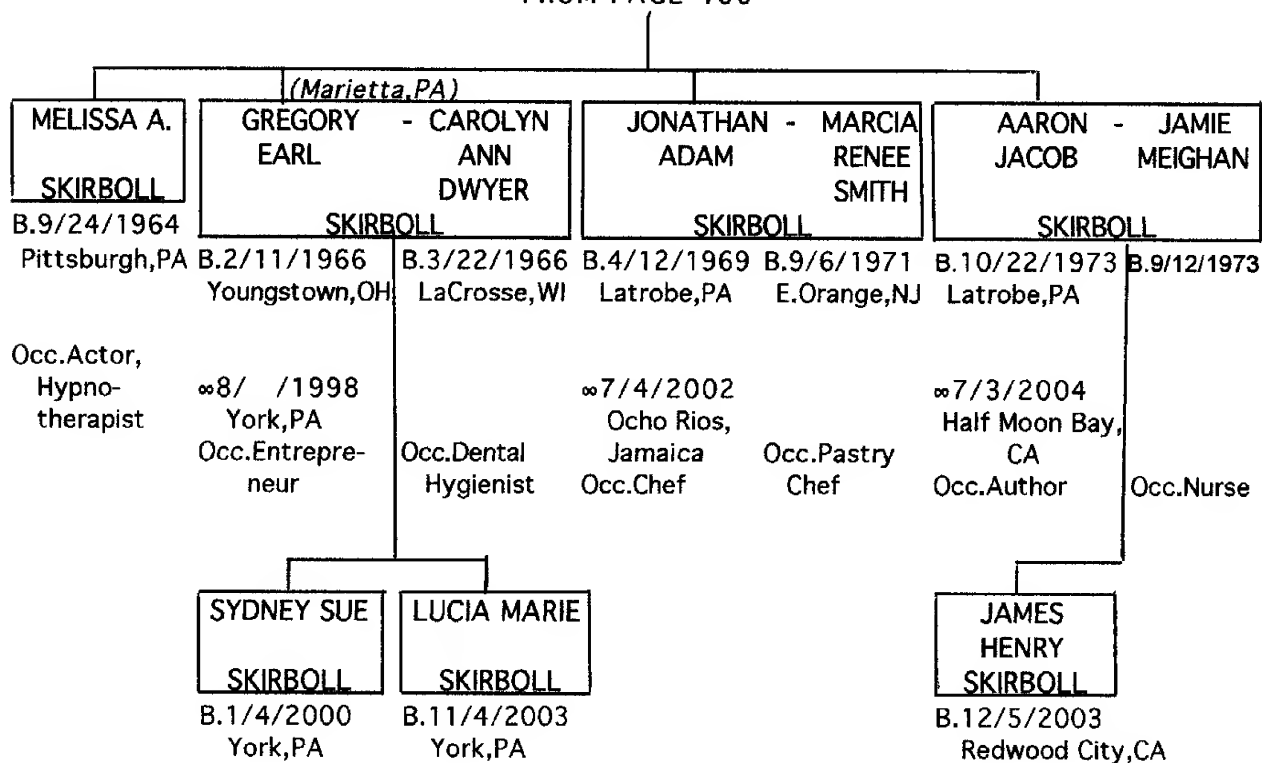 (Marietta,PA)
MELISSA A.
SKIRBOLL
B.9/24/1964
Pittsburgh,PA
Occ.Actor,
Hypno-
therapist
GREGORY - CAROLYN
EARL ANN
DWYER
SKIRBOLL
B.2/11/1966 B.3/22/1966
Youngstown,OH LaCrosse,WI
∞8/ /1998
York,PA
Occ.Entrepre-
neur
Occ.Dental
Hygienist
JONATHAN - MARCIA
ADAM RENEE
SMITH
SKIRBOLL
B.4/12/1969 B.9/6/1971
Latrobe,PA E.Orange,NJ
∞7/4/2002
Ocho Rios,
Jamaica
Occ.Chef
Occ.Pastry
Chef
AARON - JAMIE
JACOB MEIGHAN
SKIRBOLL
B.10/22/1973 B.9/12/1973
Latrobe,PA
∞7/3/2004
Half Moon Bay,
CA
Occ.Author
Occ.Nurse
SYDNEY SUE
SKIRBOLL
B.1/4/2000
York,PA
LUCIA MARIE
SKIRBOLL
B.11/4/2003
York,PA
JAMES
HENRY
SKIRBOLL
B.12/5/2003
Redwood City,CA